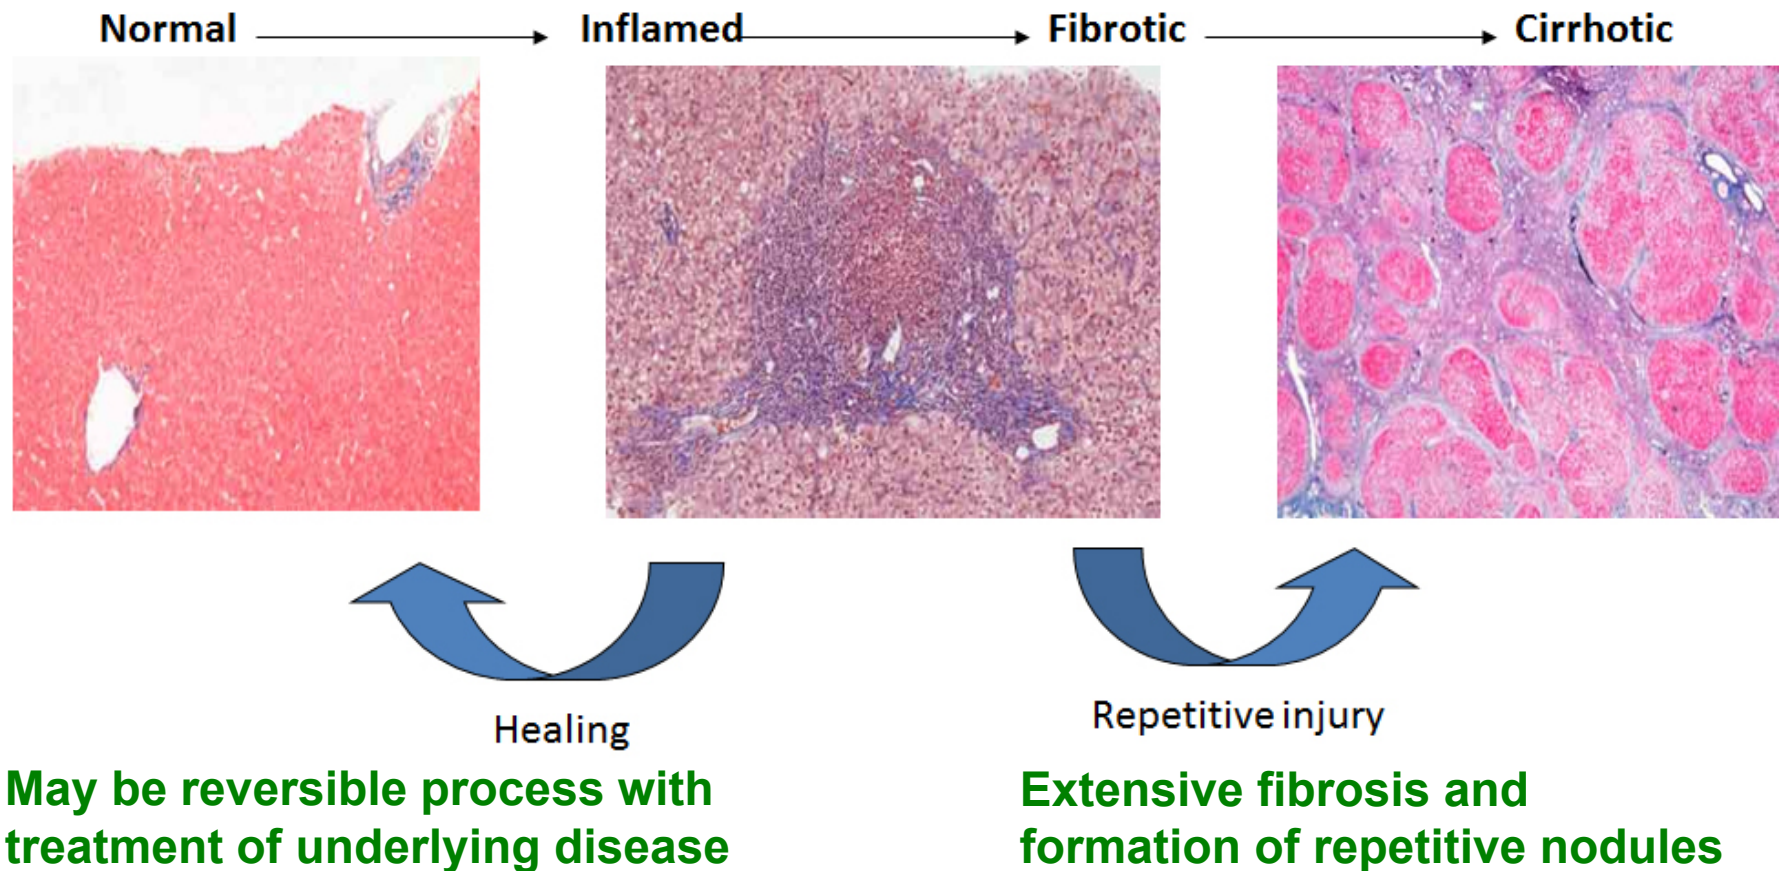 Normal Inflamed Fibrotic Cirrhotic
Healing
Repetitive injury
May be reversible process with
treatment of underlying disease
Extensive fibrosis and
formation of repetitive nodules